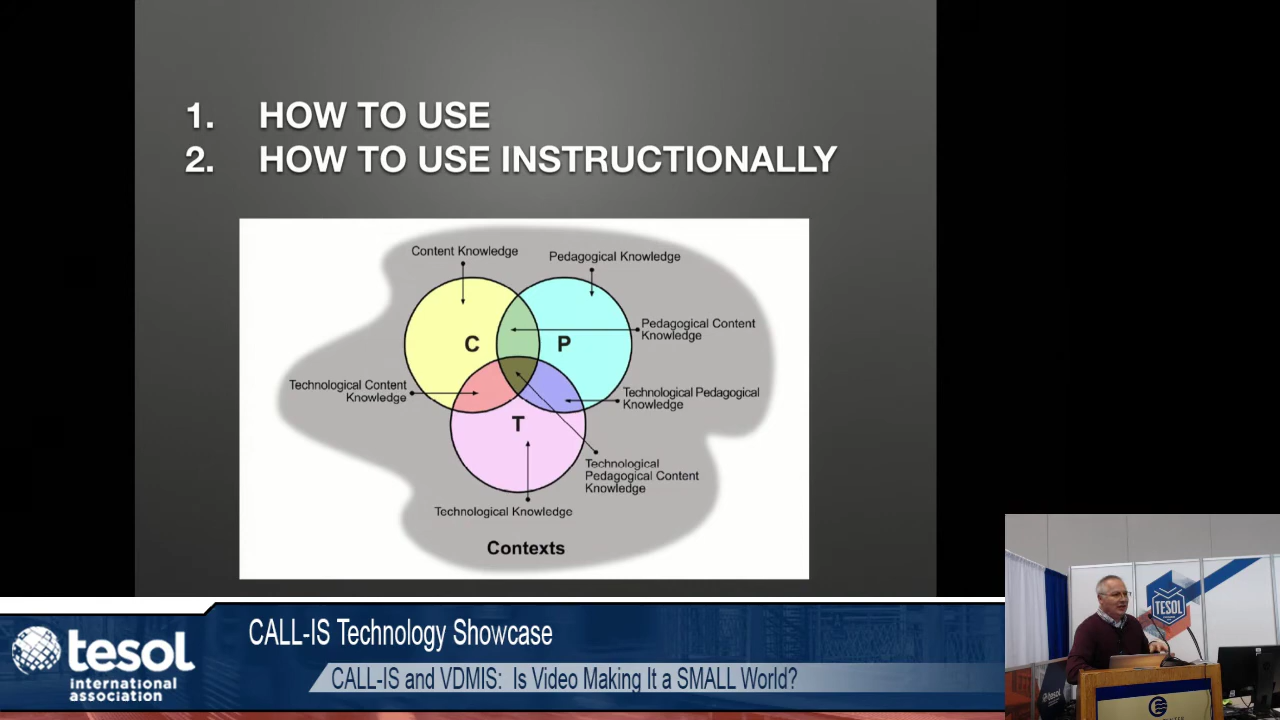 1. HOW TO USE
2. HOW TO USE INSTRUCTIONALLY
Content Knowledge
Pedagogical Knowledge
C
P
Pedagogical Content
Knowledge
Technological Content
Knowledge
Technological Pedagogical
Knowledge
T
Technological
Pedagogical Content
Knowledge
Technological Knowledge
Contexts
TESOL
tesol
international
association
CALL-IS Technology Showcase
CALL-IS and VDMIS: Is Video Making It a SMALL World?